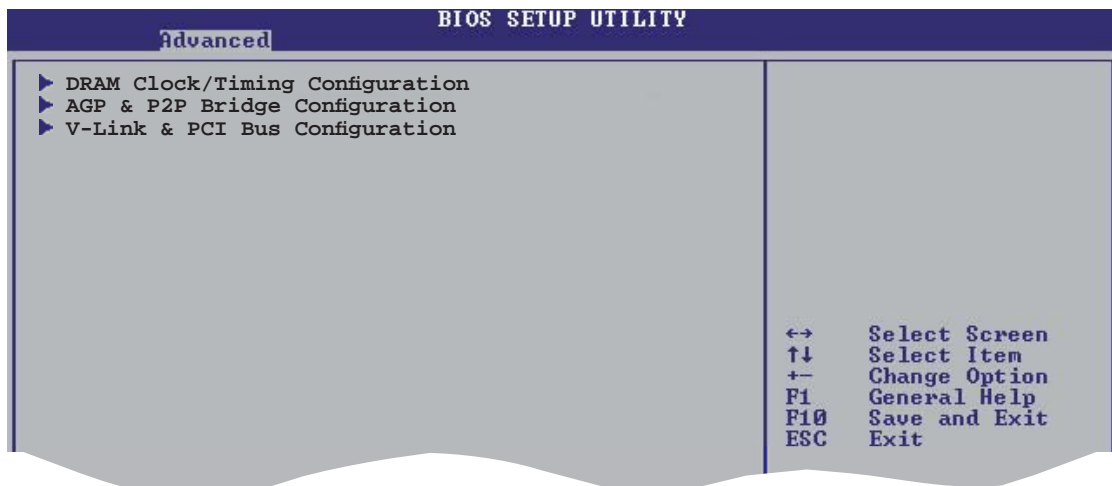 BIOS SETUP UTILITY
Advanced
DRAM Clock/Timing Configuration
AGP & P2P Bridge Configuration
V-Link & PCI Bus Configuration
←→ Select Screen
↑↓ Select Item
+- Change Option
F1 General Help
F10 Save and Exit
ESC Exit